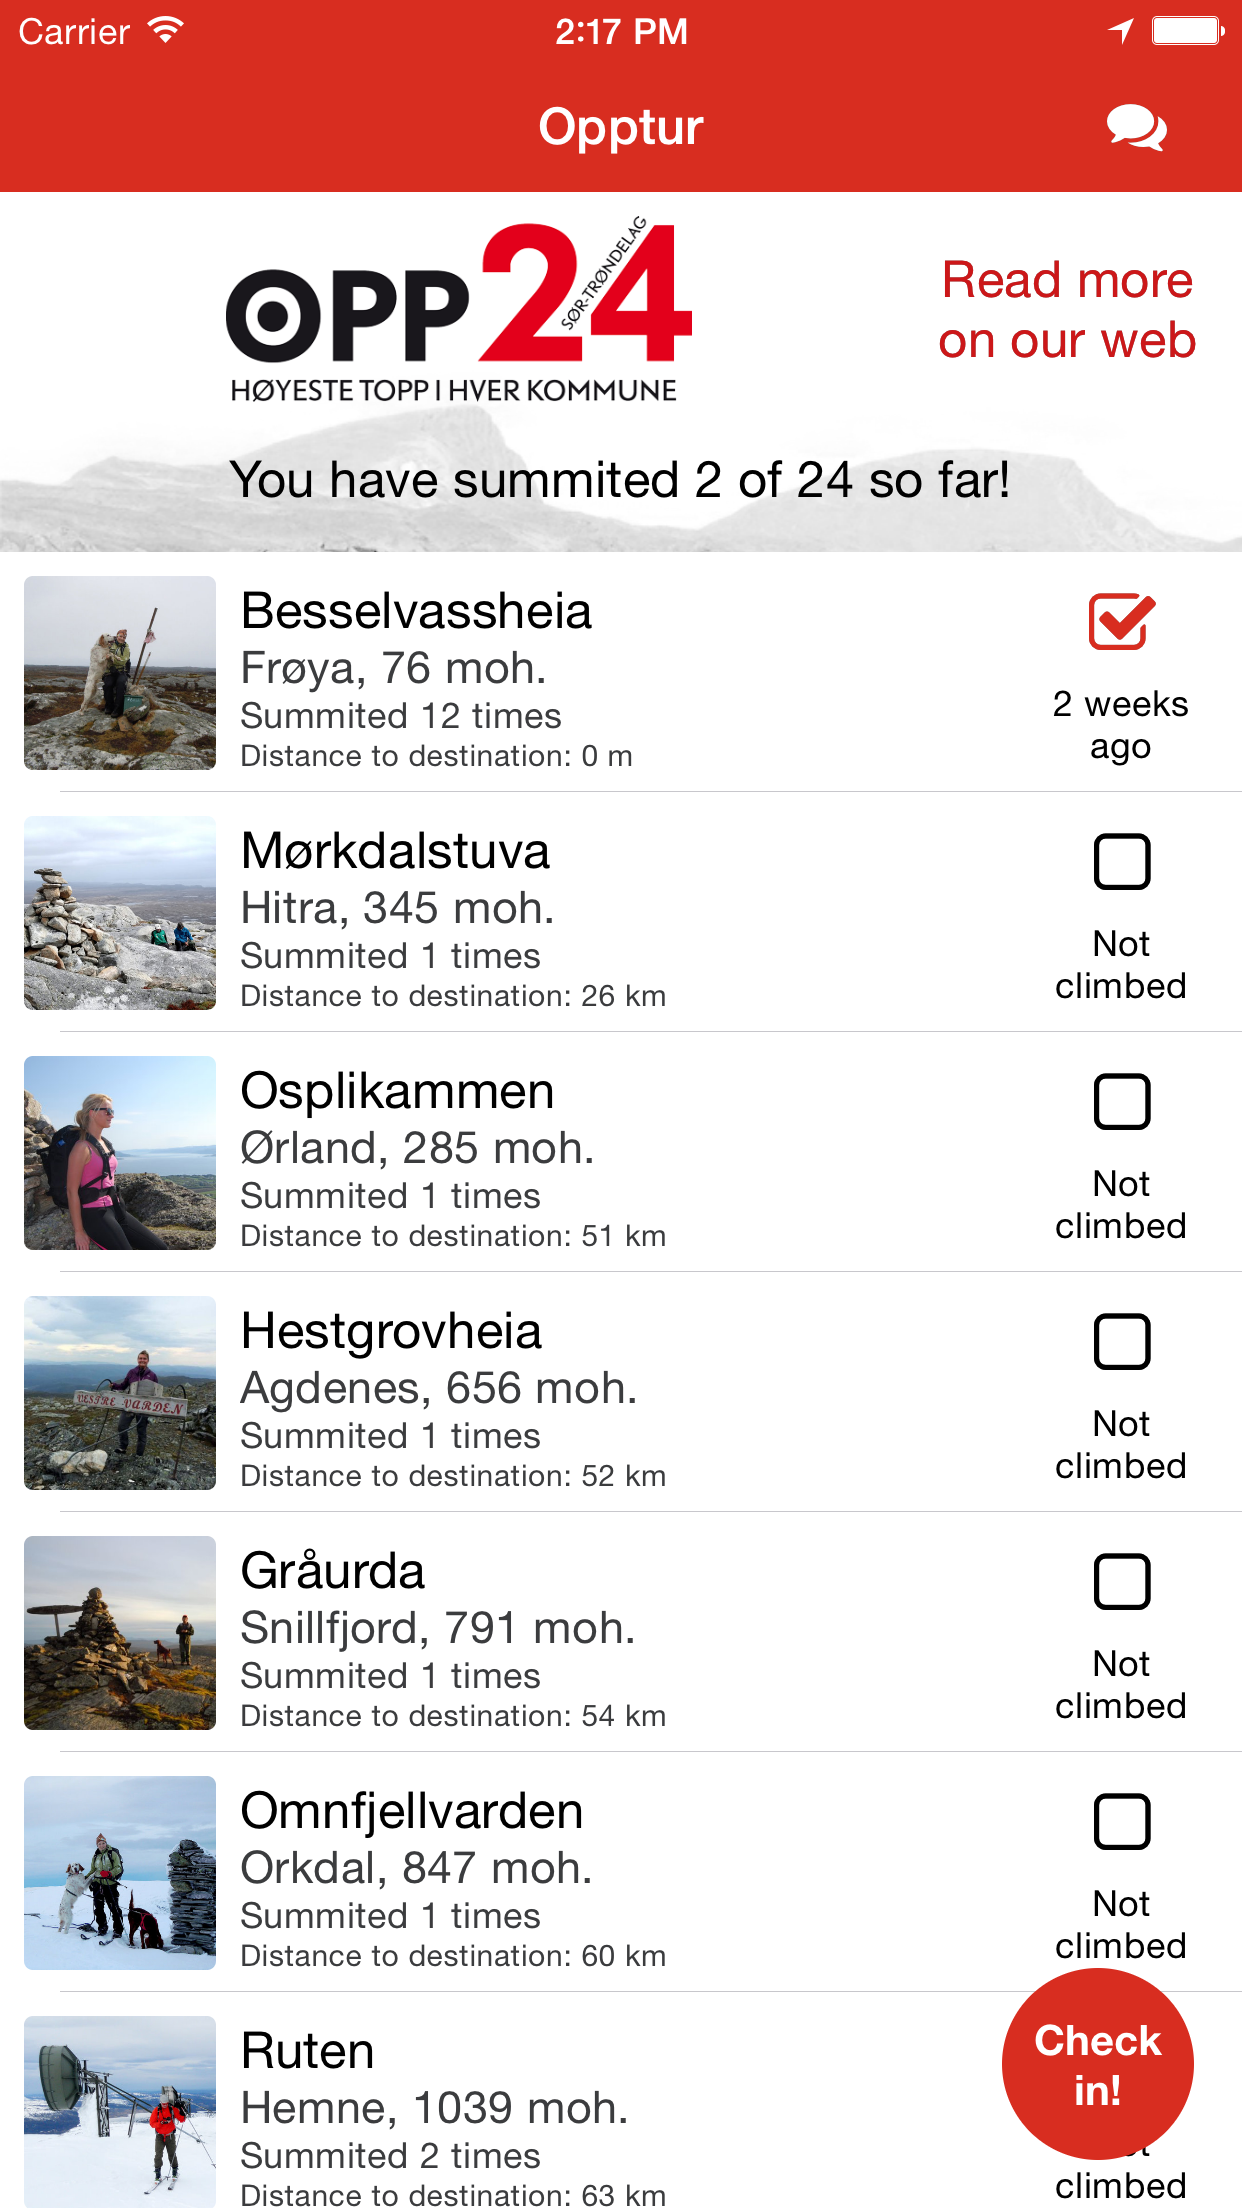 Carrier 2:17 PM
Opptur
OPP24
SØR-TRØNDELAG
HØYESTE TOPP I HVER KOMMUNE
Read more
on our web
You have summited 2 of 24 so far!
Besselvassheia
Frøya, 76 moh.
Summited 12 times
Distance to destination: 0 m
2 weeks
ago
Mørkdalstuva
Hitra, 345 moh.
Summited 1 times
Distance to destination: 26 km
Not
climbed
Osplikammen
Ørland, 285 moh.
Summited 1 times
Distance to destination: 51 km
Not
climbed
VESTRE VARDEN
Hestgrovheia
Agdenes, 656 moh.
Summited 1 times
Distance to destination: 52 km
Not
climbed
Gråurda
Snillfjord, 791 moh.
Summited 1 times
Distance to destination: 54 km
Not
climbed
Omnfjellvarden
Orkdal, 847 moh.
Summited 1 times
Distance to destination: 60 km
Not
climbed
Ruten
Hemne, 1039 moh.
Summited 2 times
Distance to destination: 63 km
Check
in!
climbed